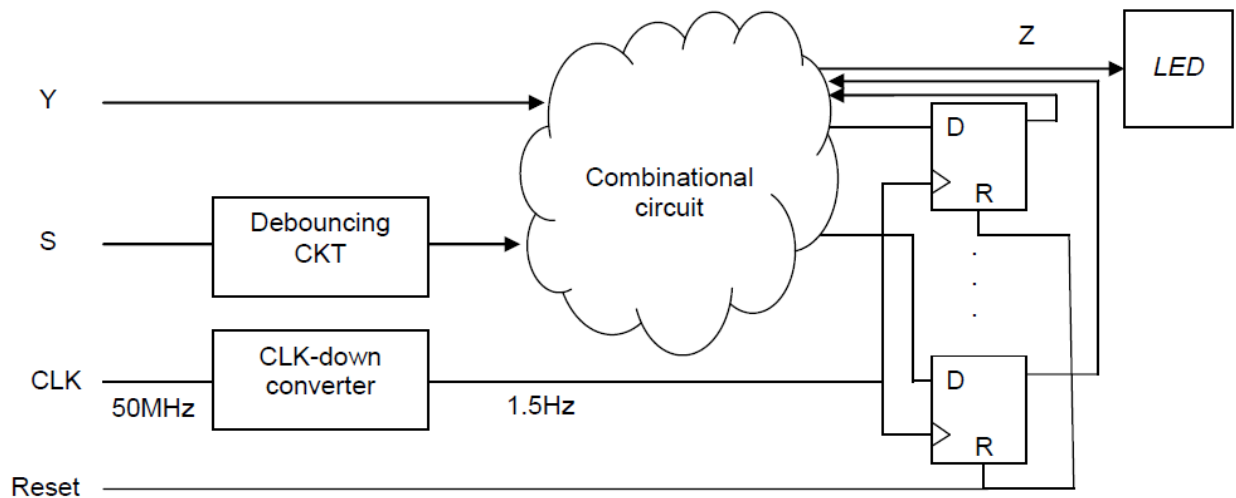 Z
LED
Y
D
R
Combinational
circuit
S
Debouncing
CKT
CLK-down
converter
CLK
50MHz
1.5Hz
D
R
Reset